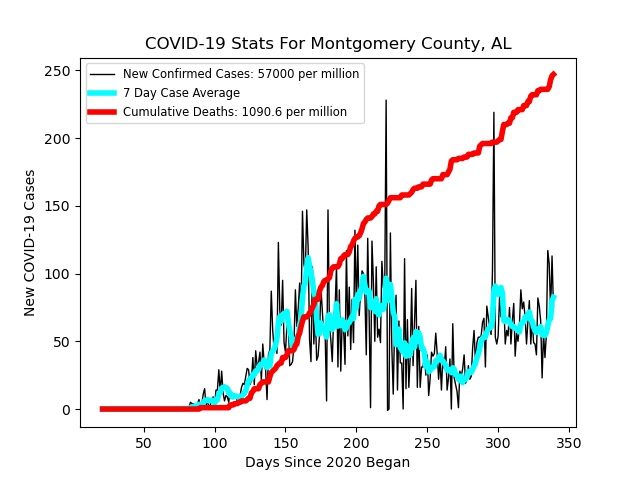 COVID-19 Stats For Montgomery County, AL
New Confirmed Cases: 57000 per million
7 Day Case Average
Cumulative Deaths: 1090.6 per million
New COVID-19 Cases
250
200
150
100
50
0
50 100 150 200 250 300 350
Days Since 2020 Began